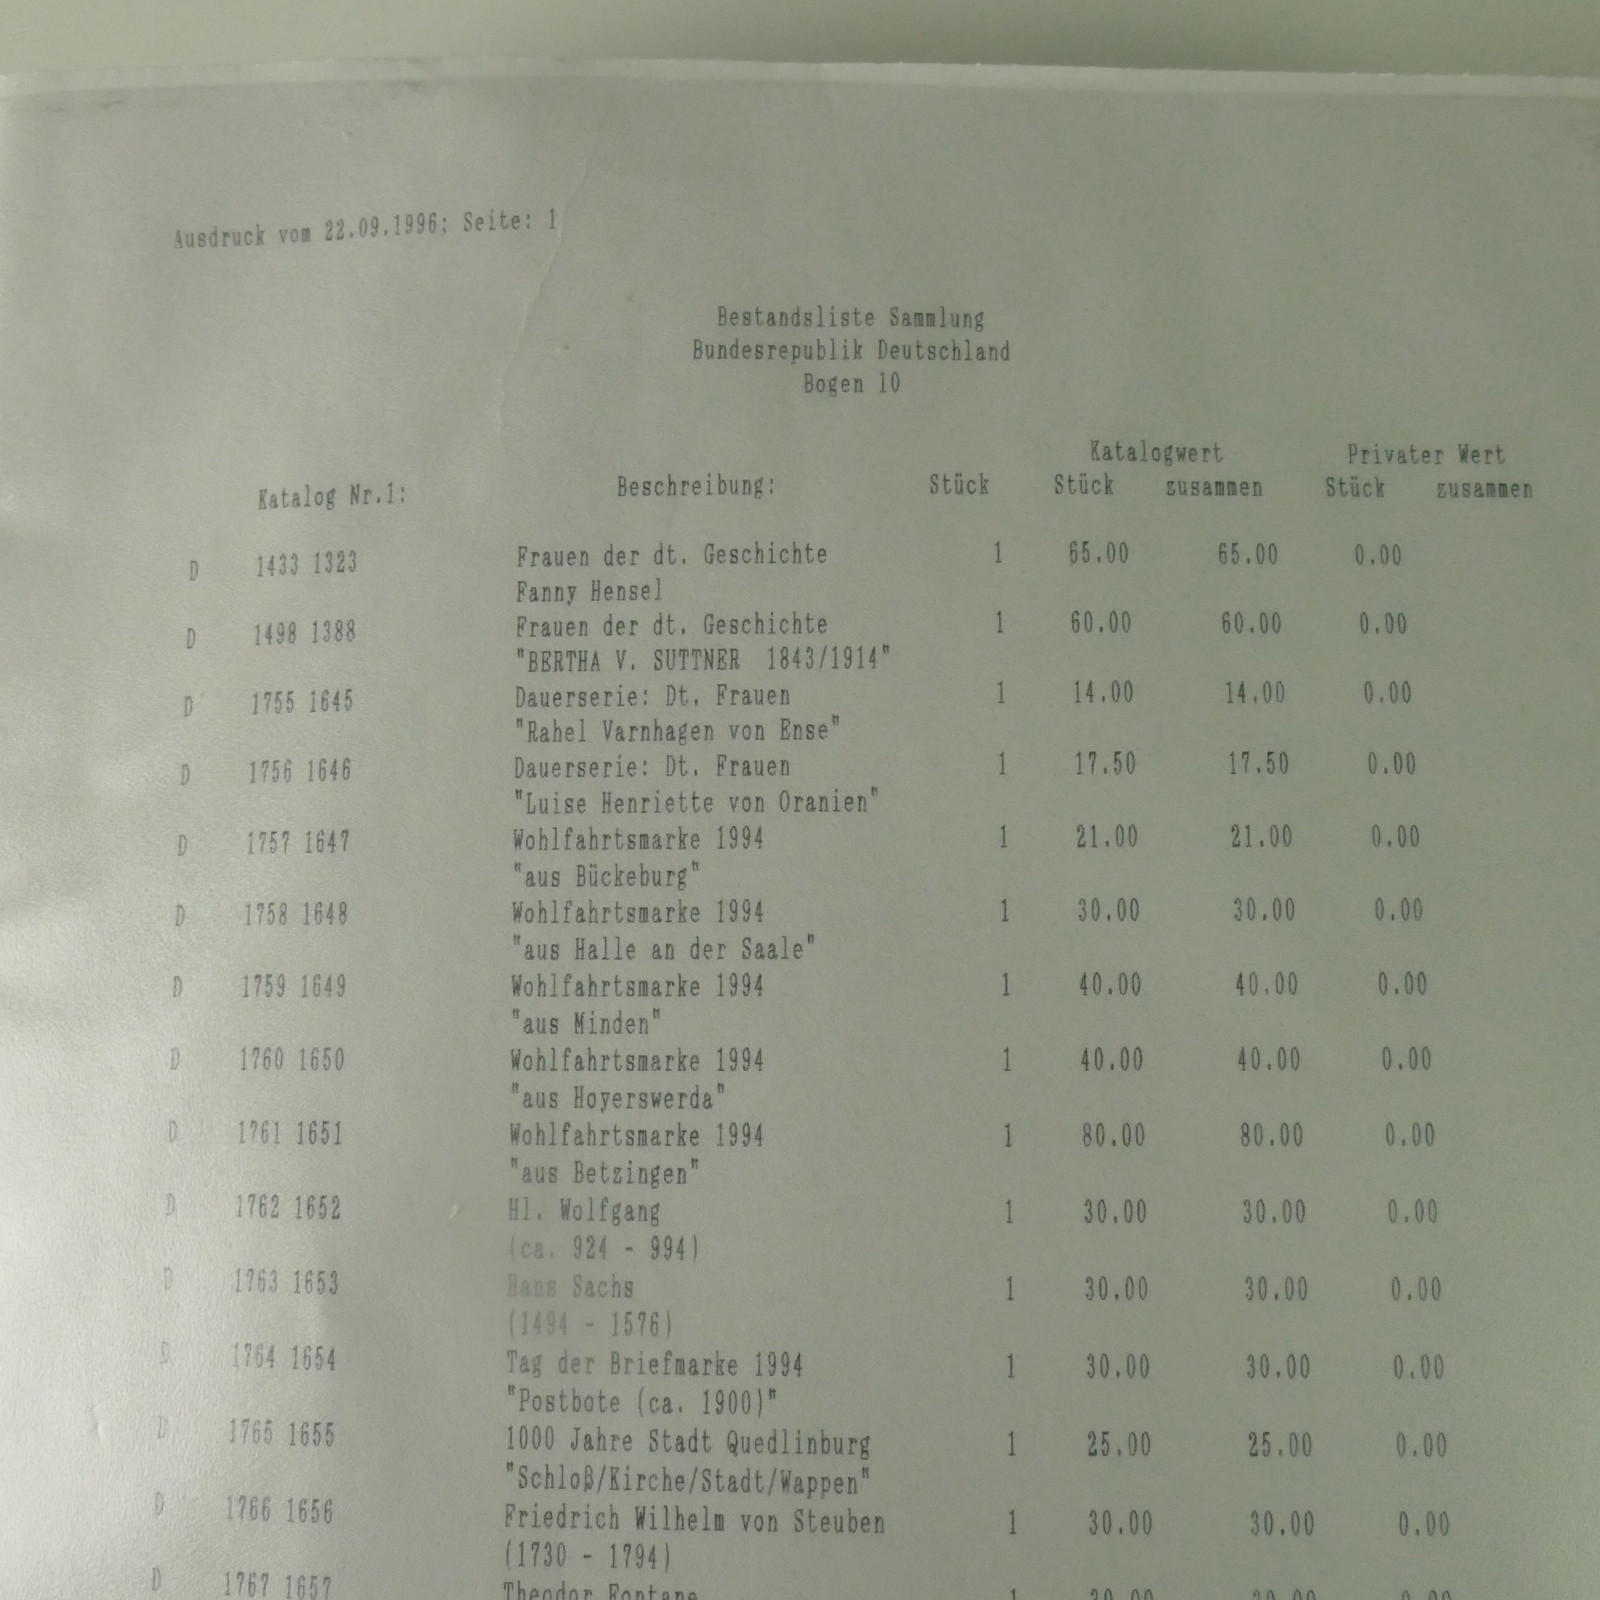 Ausdruck vom 22.09.1996; Seite: 1
Bestandsliste Sammlung
Bundesrepublik Deutschland
Bogen 10
Katalogwert Privater Wert
Katalog Nr.1: Beschreibung: Stück Stück zusammen Stück zusammen
D 1433 1323 Frauen der dt. Geschichte 1 65.00 65.00 0.00
Fanny Hensel
D 1498 1388 Frauen der dt. Geschichte 1 60.00 60.00 0.00
"BERTHA V. SUTTNER 1843/1914"
D 1755 1645 Dauerserie: Dt. Frauen 1 14.00 14.00 0.00
"Rahel Varnhagen von Ense"
D 1756 1646 Dauerserie: Dt. Frauen 1 17.50 17.50 0.00
"Luise Henriette von Oranien"
D 1757 1647 Wohlfahrtsmarke 1994 1 21.00 21.00 0.00
"aus Bückeburg"
D 1758 1648 Wohlfahrtsmarke 1994 1 30.00 30.00 0.00
"aus Halle an der Saale"
D 1759 1649 Wohlfahrtsmarke 1994 1 40.00 40.00 0.00
"aus Minden"
D 1760 1650 Wohlfahrtsmarke 1994 1 40.00 40.00 0.00
"aus Hoyerswerda"
D 1761 1651 Wohlfahrtsmarke 1994 1 80.00 80.00 0.00
"aus Betzingen"
D 1762 1652 Hl. Wolfgang 1 30.00 30.00 0.00
(ca. 924 - 994)
D 1763 1653 Hans Sachs 1 30.00 30.00 0.00
(1494 - 1576)
D 1764 1654 Tag der Briefmarke 1994 1 30.00 30.00 0.00
"Postbote (ca. 1900)"
D 1765 1655 1000 Jahre Stadt Quedlinburg 1 25.00 25.00 0.00
"Schloß/Kirche/Stadt/Wappen"
D 1766 1656 Friedrich Wilhelm von Steuben 1 30.00 30.00 0.00
(1730 - 1794)
D 1767 1657 Theodor Fontane 1